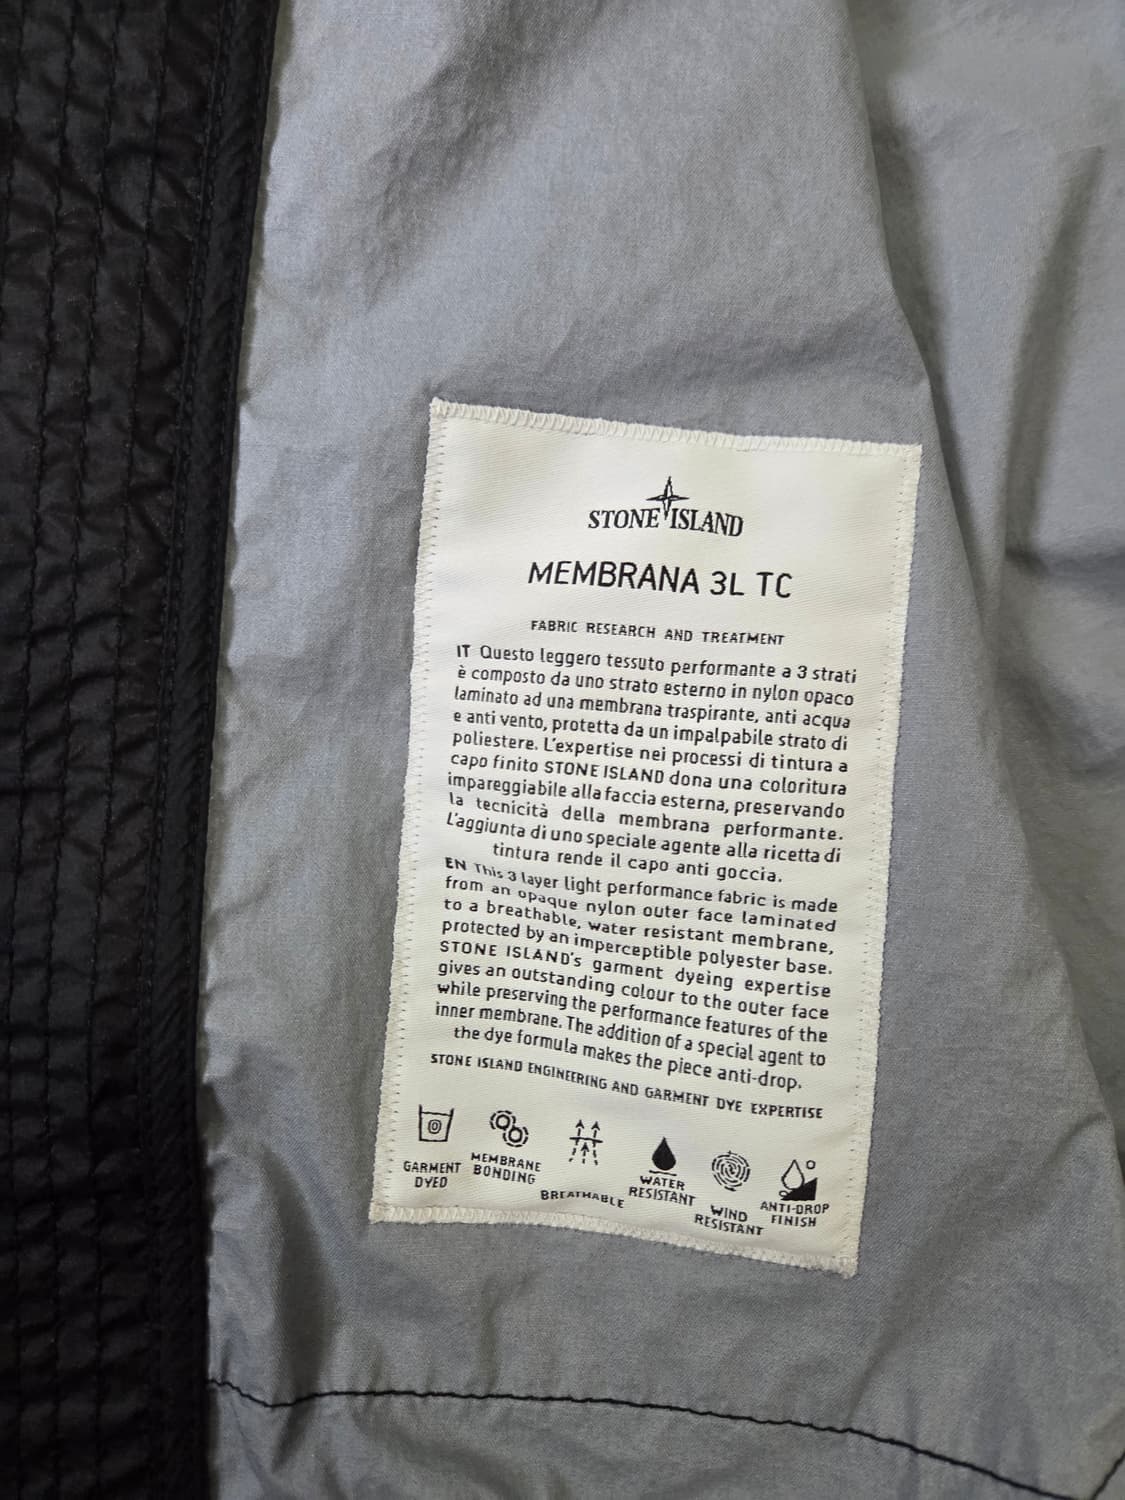 STONE ISLAND
MEMBRANA 3L TC
FABRIC RESEARCH AND TREATMENT
IT Questo leggero tessuto performante a 3 strati
è composto da uno strato esterno in nylon opaco
laminato ad una membrana traspirante, anti acqua
e anti vento, protetta da un impalpabile strato di
poliestere. L'expertise nei processi di tintura a
capo finito STONE ISLAND dona una coloritura
impareggiabile alla faccia esterna, preservando
la tecnicità della membrana performante.
L'aggiunta di uno speciale agente alla ricetta di
tintura rende il capo anti goccia.
EN This 3 layer light performance fabric is made
from an opaque nylon outer face laminated
to a breathable, water resistant membrane,
protected by an imperceptible polyester base.
STONE ISLAND's garment dyeing expertise
gives an outstanding colour to the outer face
while preserving the performance features of the
inner membrane. The addition of a special agent to
the dye formula makes the piece anti-drop.
STONE ISLAND ENGINEERING AND GARMENT DYE EXPERTISE
GARMENT
DYED
MEMBRANE
BONDING
BREATHABLE
WATER
RESISTANT
WIND
RESISTANT
ANTI-DROP
FINISH